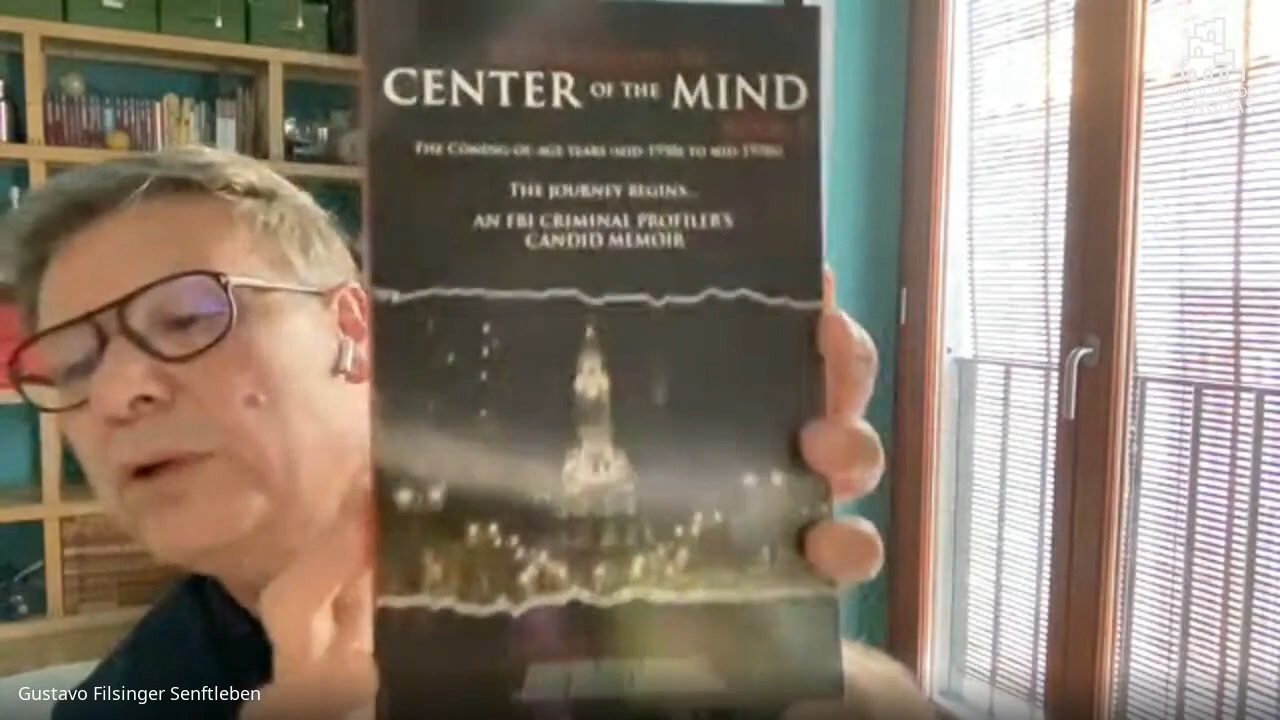 CENTER OF THE MIND
THE COMING-OF-AGE YEARS (MID-1950s TO MID-1970s)
THE JOURNEY BEGINS...
AN FBI CRIMINAL PROFILER'S
CANDID MEMOIR
Gustavo Filsinger Senftleben